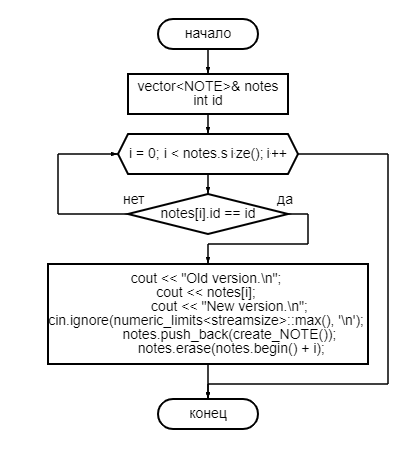 начало
vector<NOTE>& notes
int id
i = 0; i < notes.size(); i++
нет
да
notes[i].id == id
cout << "Old version.\n";
cout << notes[i];
cout << "New version.\n";
cin.ignore(numeric_limits<streamsize>::max(), '\n');
notes.push_back(create_NOTE());
notes.erase(notes.begin() + i);
конец